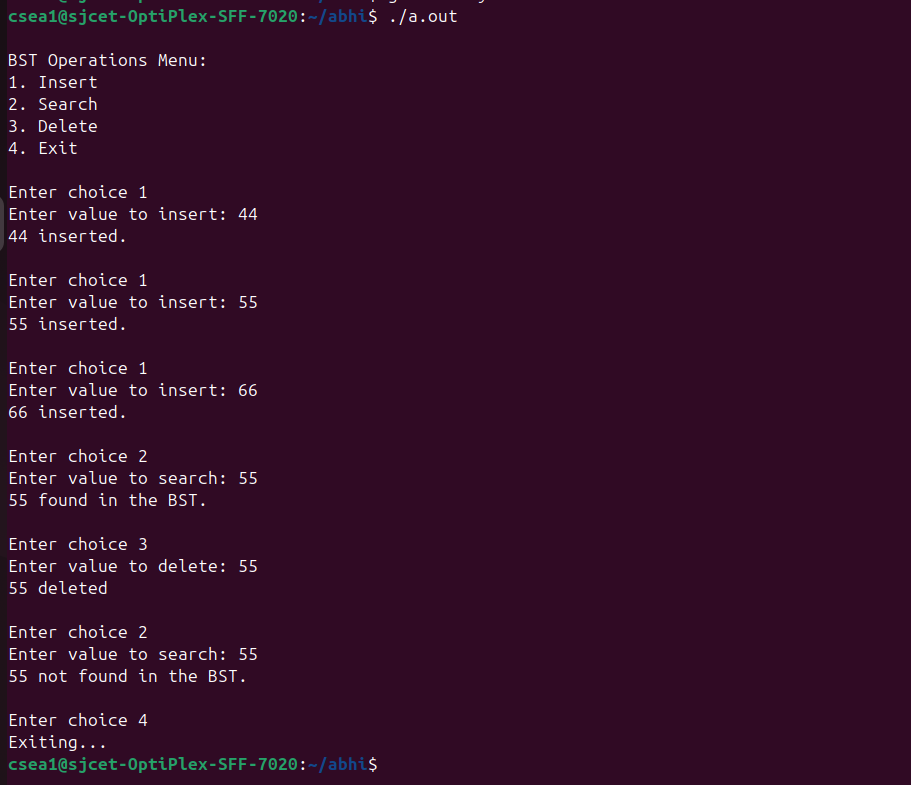 csea1@sjcet-OptiPlex-SFF-7020:~/abhi$ ./a.out
BST Operations Menu:
1. Insert
2. Search
3. Delete
4. Exit
Enter choice 1
Enter value to insert: 44
44 inserted.
Enter choice 1
Enter value to insert: 55
55 inserted.
Enter choice 1
Enter value to insert: 66
66 inserted.
Enter choice 2
Enter value to search: 55
55 found in the BST.
Enter choice 3
Enter value to delete: 55
55 deleted
Enter choice 2
Enter value to search: 55
55 not found in the BST.
Enter choice 4
Exiting...
csea1@sjcet-OptiPlex-SFF-7020:~/abhi$